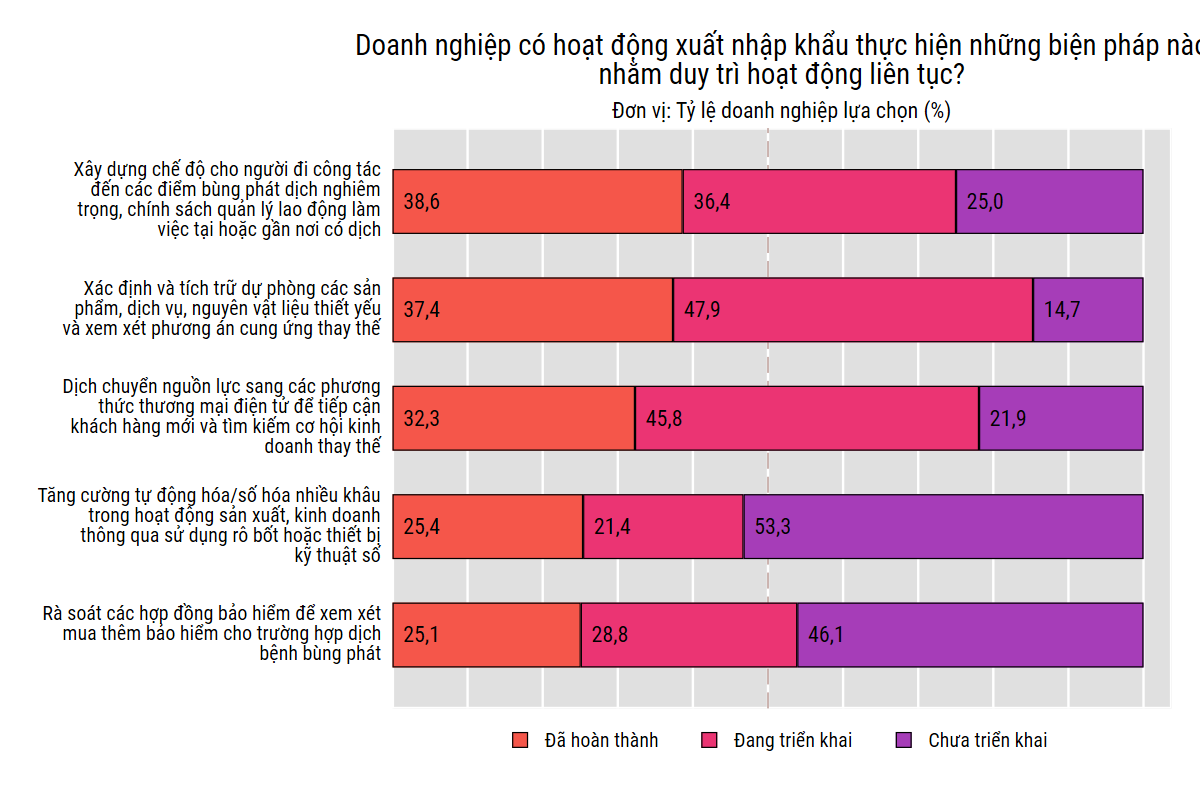 Doanh nghiệp có hoạt động xuất nhập khẩu thực hiện những biện pháp nào
nhằm duy trì hoạt động liên tục?
Đơn vị: Tỷ lệ doanh nghiệp lựa chọn (%)
Xây dựng chế độ cho người đi công tác
đến các điểm bùng phát dịch nghiêm
trọng, chính sách quản lý lao động làm
việc tại hoặc gần nơi có dịch
38,6
36,4
25,0
Xác định và tích trữ dự phòng các sản
phẩm, dịch vụ, nguyên vật liệu thiết yếu
và xem xét phương án cung ứng thay thế
37,4
47,9
14,7
Dịch chuyển nguồn lực sang các phương
thức thương mại điện tử để tiếp cận
khách hàng mới và tìm kiếm cơ hội kinh
doanh thay thế
32,3
45,8
21,9
Tăng cường tự động hóa/số hóa nhiều khâu
trong hoạt động sản xuất, kinh doanh
thông qua sử dụng rô bốt hoặc thiết bị
kỹ thuật số
25,4
21,4
53,3
Rà soát các hợp đồng bảo hiểm để xem xét
mua thêm bảo hiểm cho trường hợp dịch
bệnh bùng phát
25,1
28,8
46,1
Đã hoàn thành
Đang triển khai
Chưa triển khai